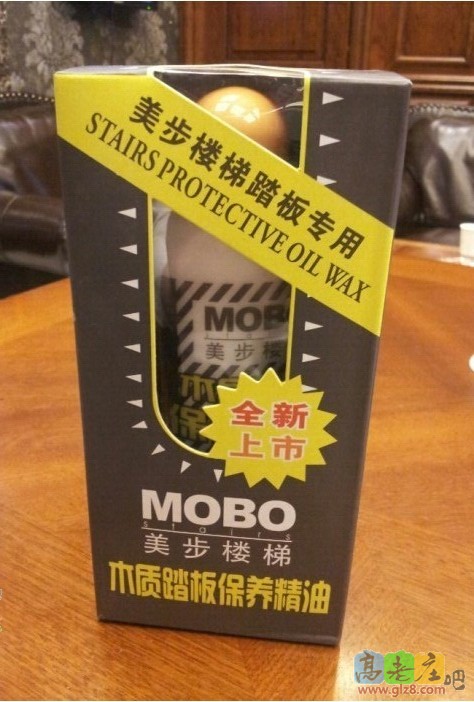 美步楼梯踏板专用
STAIRS PROTECTIVE OIL WAX
MOBO
美步楼
全新
上市
MOBO
stairs
美步楼梯
木质踏板保养精油
高老庄吧
www.glz8.com